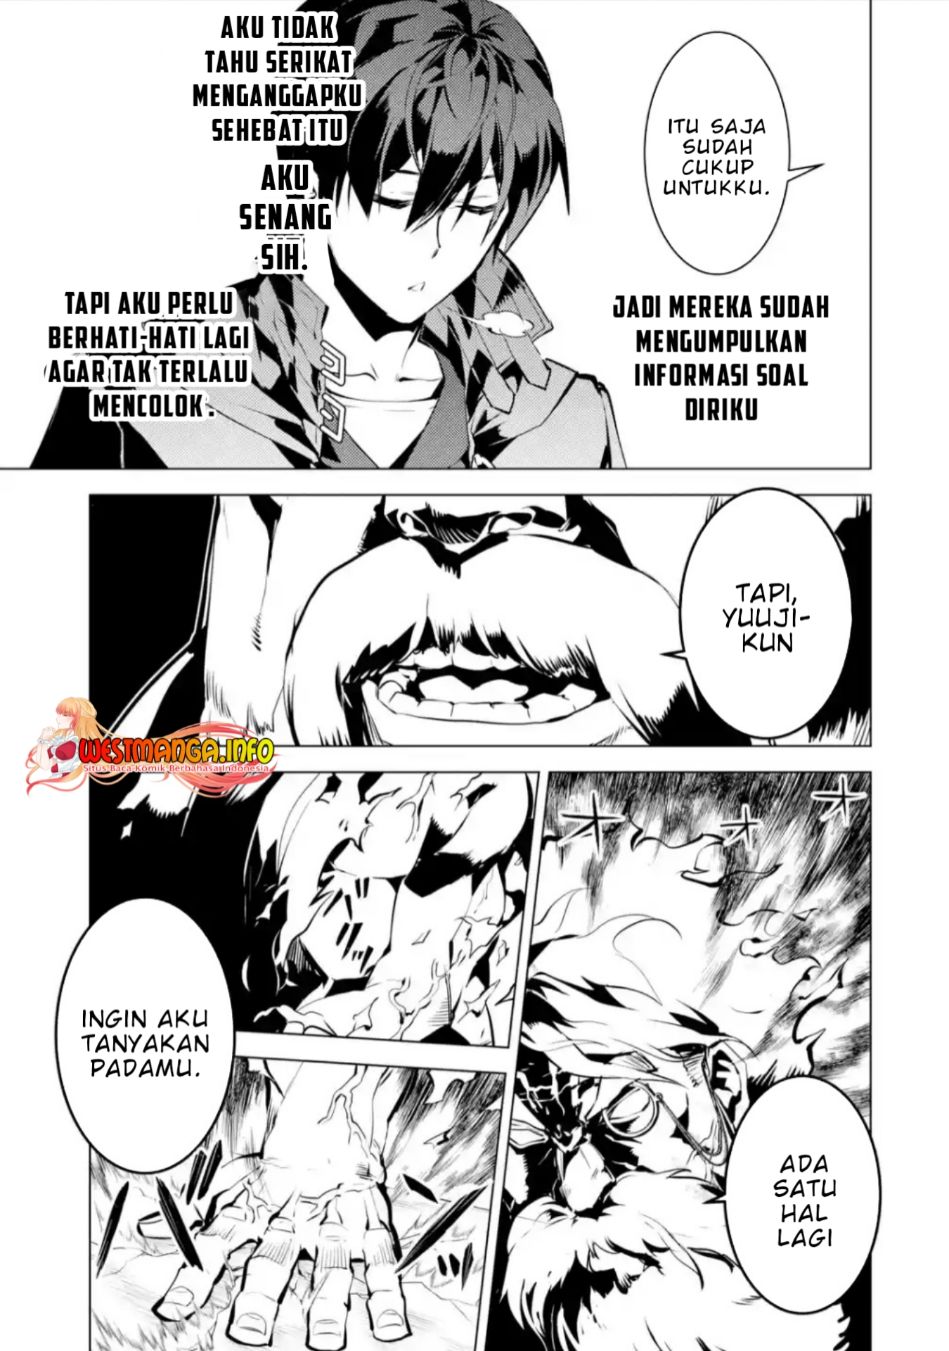 ITU SAJA
SUDAH
CUKUP
UNTUKKU.
JADI MEREKA SUDAH
MENGUMPULKAN
INFORMASI SOAL
DIRIKU
AKU TIDAK
TAHU SERIKAT
MENGANGGAPKU
SEHEBAT ITU
AKU
SENANG
SIH.
TAPI AKU PERLU
BERHATI-HATI LAGI
AGAR TAK TERLALU
MENCOLOK.
TAPI,
YUUJI-
KUN
WESTMANGA.INFO
Situs Baca Komik Berbahasa Indonesia
ADA
SATU
HAL
LAGI
INGIN AKU
TANYAKAN
PADAMU.